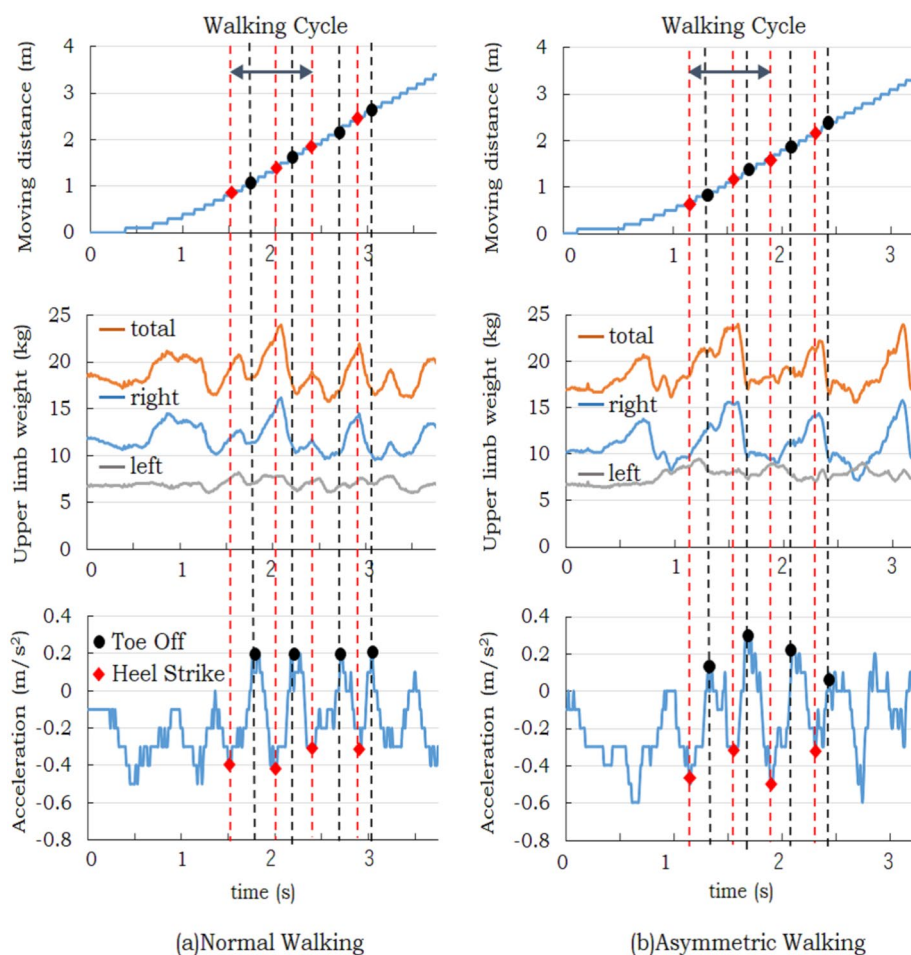 Walking Cycle
Moving distance (m)
4
3
2
1
0
0 1 2 3
Upper limb weight (kg)
25
20
15
10
5
0
total
right
left
0 1 2 3
Acceleration (m/s²)
0.4
0.2
0
-0.2
-0.4
-0.6
-0.8
Toe Off
Heel Strike
0 1 2 3
time (s)
(a)Normal Walking
Walking Cycle
Moving distance (m)
4
3
2
1
0
0 1 2 3
Upper limb weight (kg)
25
20
15
10
5
0
total
right
left
0 1 2 3
Acceleration (m/s²)
0.4
0.2
0
-0.2
-0.4
-0.6
-0.8
0 1 2 3
time (s)
(b)Asymmetric Walking